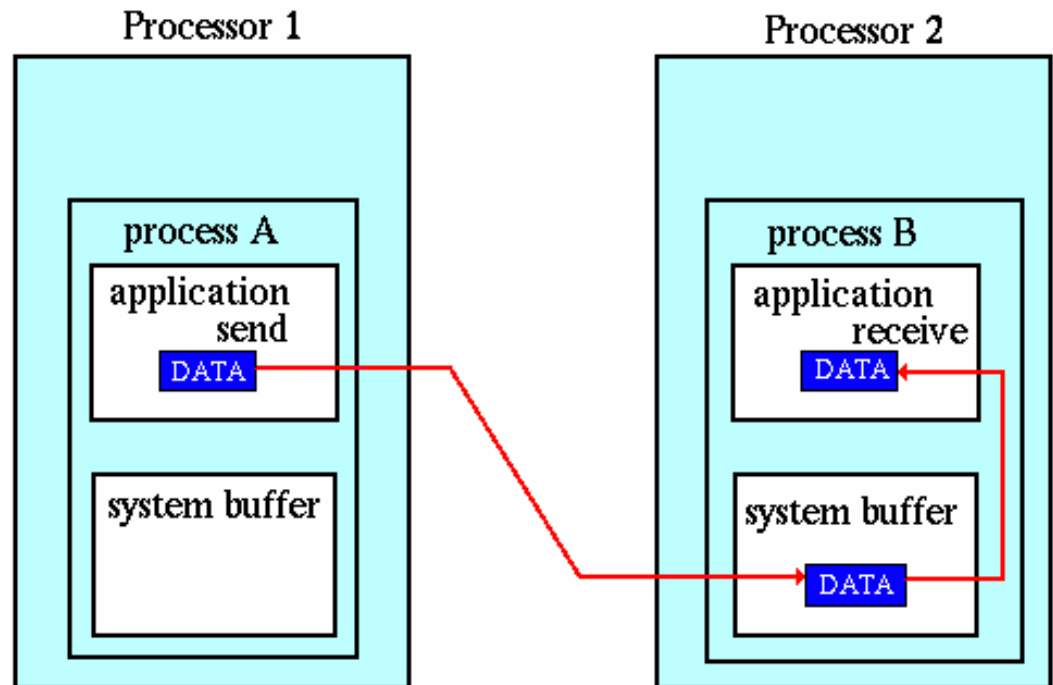 Processor 1
process A
application
send
DATA
system buffer
Processor 2
process B
application
receive
DATA
system buffer
DATA